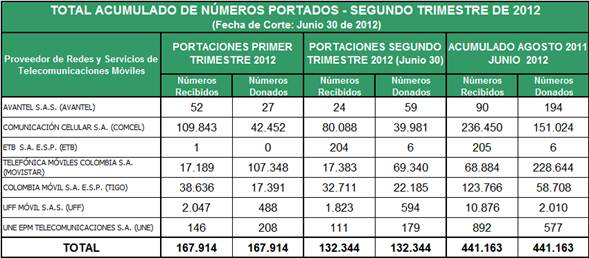 TOTAL ACUMULADO DE NÚMEROS PORTADOS - SEGUNDO TRIMESTRE DE 2012
(Fecha de Corte: Junio 30 de 2012)
Proveedor de Redes y Servicios de Telecomunicaciones Móviles
PORTACIONES PRIMER TRIMESTRE 2012
PORTACIONES SEGUNDO TRIMESTRE 2012 (Junio 30)
ACUMULADO AGOSTO 2011 JUNIO 2012
Números Recibidos Números Donados Números Recibidos Números Donados Números Recibidos Números Donados
AVANTEL S.A.S. (AVANTEL) 52 27 24 59 90 194
COMUNICACIÓN CELULAR S.A. (COMCEL) 109.843 42.452 80.088 39.981 236.450 151.024
ETB S.A. E.S.P. (ETB) 1 0 204 6 205 6
TELEFÓNICA MÓVILES COLOMBIA S.A. (MOVISTAR) 17.189 107.348 17.383 69.340 68.884 228.644
COLOMBIA MÓVIL S.A. E.S.P. (TIGO) 38.636 17.391 32.711 22.185 123.766 58.708
UFF MÓVIL S.A.S. (UFF) 2.047 488 1.823 594 10.876 2.010
UNE EPM TELECOMUNICACIONES S.A. (UNE) 146 208 111 179 892 577
TOTAL 167.914 167.914 132.344 132.344 441.163 441.163